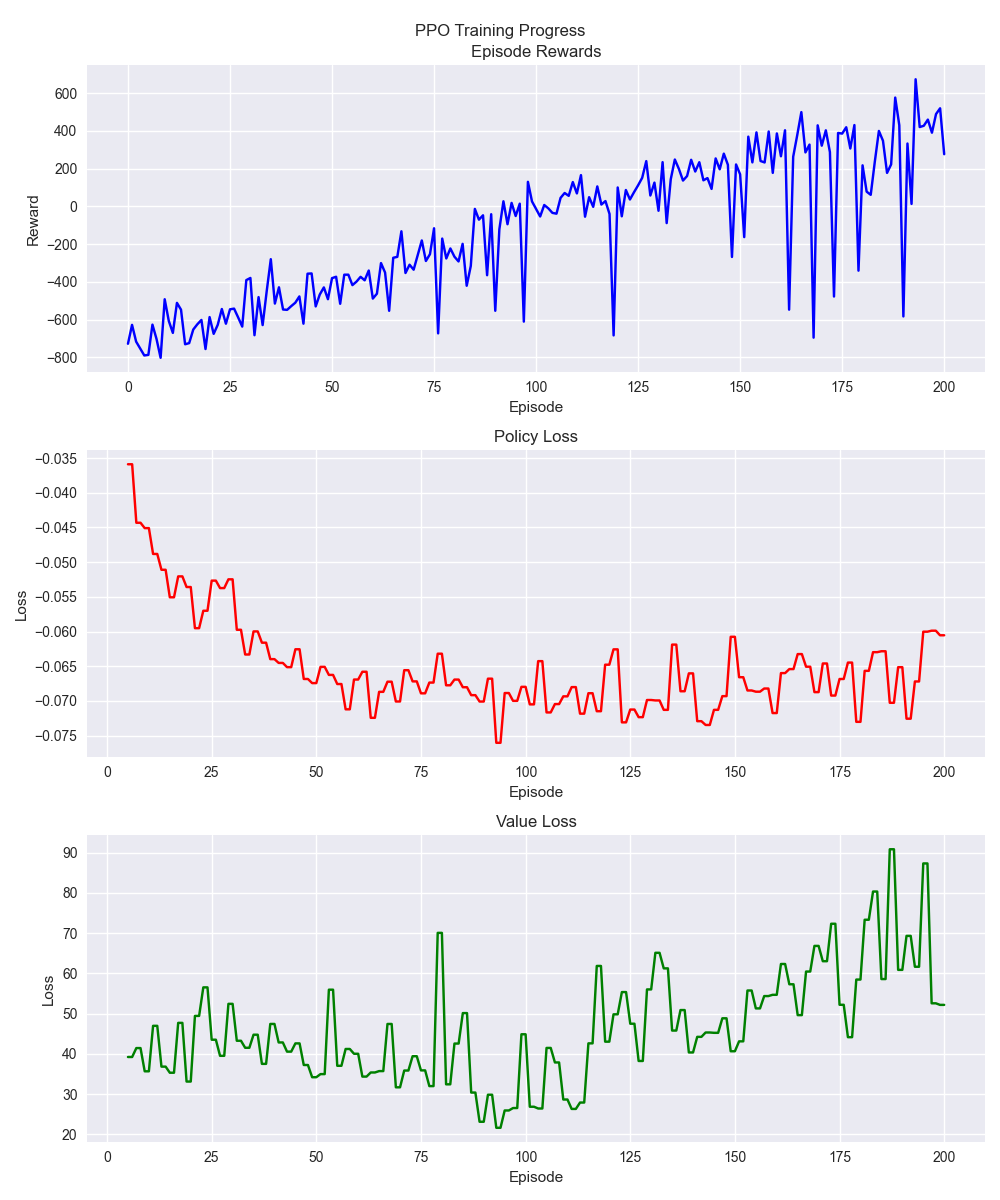 PPO Training Progress
Episode Rewards
600
400
200
0
−200
−400
−600
−800
Reward
0 25 50 75 100 125 150 175 200
Episode
Policy Loss
−0.035
−0.040
−0.045
−0.050
−0.055
−0.060
−0.065
−0.070
−0.075
Loss
0 25 50 75 100 125 150 175 200
Episode
Value Loss
90
80
70
60
50
40
30
20
Loss
0 25 50 75 100 125 150 175 200
Episode